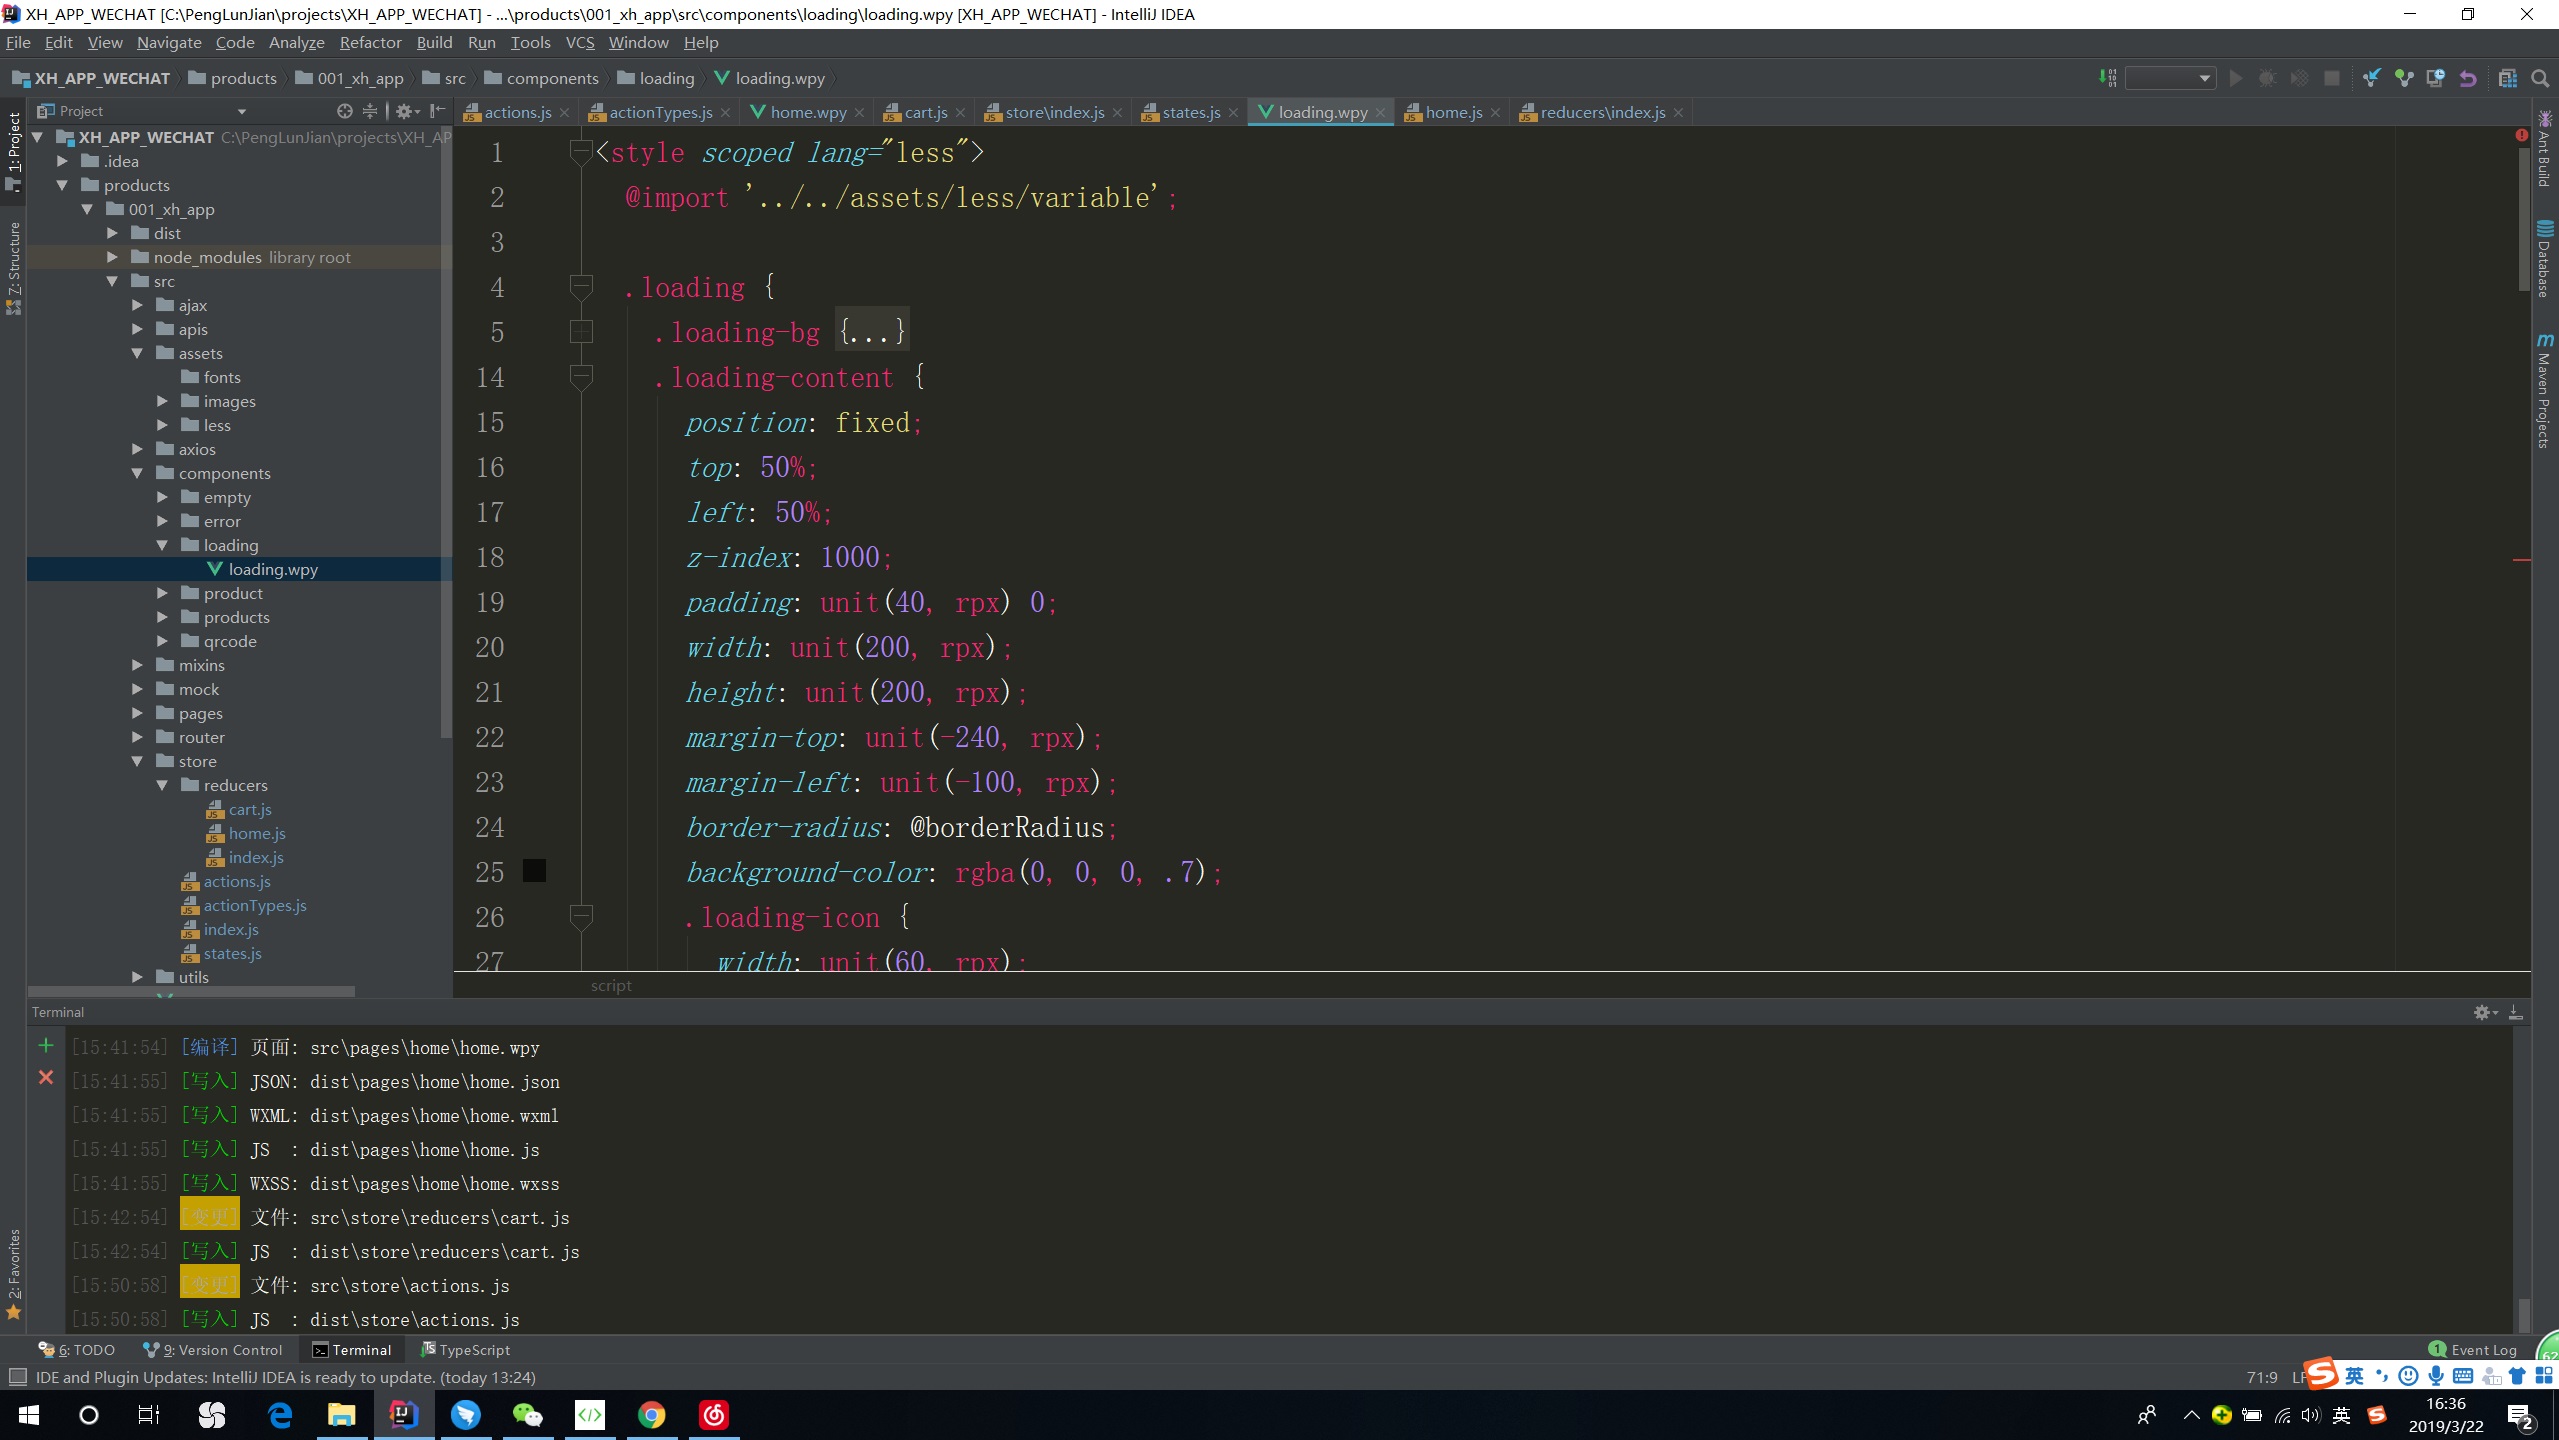 XH_APP_WECHAT [C:\PengLunJian\projects\XH_APP_WECHAT] - ...\products\001_xh_app\src\components\loading\loading.wpy [XH_APP_WECHAT] - IntelliJ IDEA
File Edit View Navigate Code Analyze Refactor Build Run Tools VCS Window Help
XH_APP_WECHAT products 001_xh_app src components loading loading.wpy
Project
actions.js actionTypes.js home.wpy cart.js store\index.js states.js loading.wpy home.js reducers\index.js
1: Project
Z: Structure
2: Favorites
XH_APP_WECHAT C:\PengLunJian\projects\XH_AP
.idea
products
001_xh_app
dist
node_modules library root
src
ajax
apis
assets
fonts
images
less
axios
components
empty
error
loading
loading.wpy
product
products
qrcode
mixins
mock
pages
router
store
reducers
cart.js
home.js
index.js
actions.js
actionTypes.js
index.js
states.js
utils
1 <style scoped lang="less">
2 @import '../../assets/less/variable';
3
4 .loading {
5 .loading-bg {...}
14 .loading-content {
15 position: fixed;
16 top: 50%;
17 left: 50%;
18 z-index: 1000;
19 padding: unit(40, rpx) 0;
20 width: unit(200, rpx);
21 height: unit(200, rpx);
22 margin-top: unit(-240, rpx);
23 margin-left: unit(-100, rpx);
24 border-radius: @borderRadius;
25 background-color: rgba(0, 0, 0, .7);
26 .loading-icon {
27 width: unit(60, rpx);
script
Ant Build
Database
Maven Projects
Terminal
[15:41:54] [编译] 页面: src\pages\home\home.wpy
[15:41:55] [写入] JSON: dist\pages\home\home.json
[15:41:55] [写入] WXML: dist\pages\home\home.wxml
[15:41:55] [写入] JS : dist\pages\home\home.js
[15:41:55] [写入] WXSS: dist\pages\home\home.wxss
[15:42:54] [变更] 文件: src\store\reducers\cart.js
[15:42:54] [写入] JS : dist\store\reducers\cart.js
[15:50:58] [变更] 文件: src\store\actions.js
[15:50:58] [写入] JS : dist\store\actions.js
6: TODO 9: Version Control Terminal TypeScript 1 Event Log 62
IDE and Plugin Updates: IntelliJ IDEA is ready to update. (today 13:24) 71:9 LF 英
英 16:36
2019/3/22 2